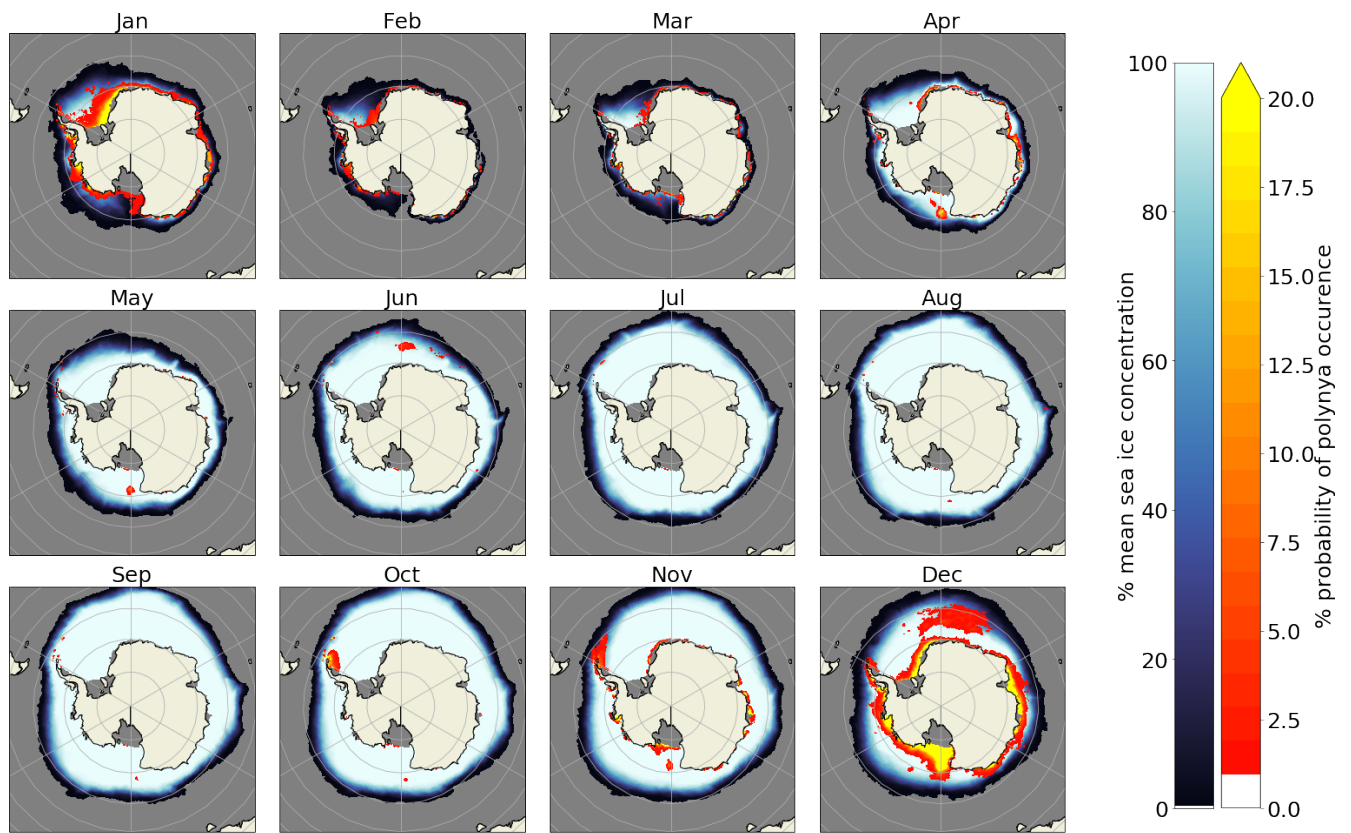 Jan
Feb
Mar
Apr
May
Jun
Jul
Aug
Sep
Oct
Nov
Dec
100
80
60
40
20
0
% mean sea ice concentration
20.0
17.5
15.0
12.5
10.0
7.5
5.0
2.5
0.0
% probability of polynya occurence